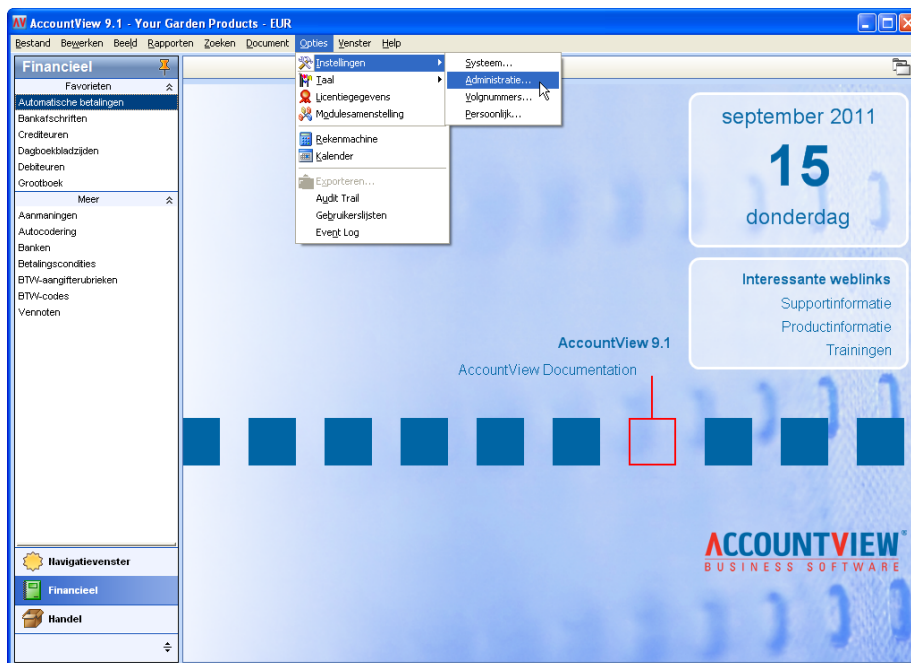 AccountView 9.1 - Your Garden Products - EUR
Bestand Bewerken Beeld Rapporten Zoeken Document Opties Venster Help
Financieel
Favorieten
Automatische betalingen
Bankafschriften
Crediteuren
Dagboekbladzijden
Debiteuren
Grootboek
Meer
Aanmaningen
Autocodering
Banken
Betalingscondities
BTW-aangifterubrieken
BTW-codes
Vennoten
Navigatievenster
Financieel
Handel
Instellingen
Taal
Licentiegegevens
Modulesamenstelling
Rekenmachine
Kalender
Exporteren...
Audit Trail
Gebruikerslijsten
Event Log
Systeem...
Administratie...
Volgnummers...
Persoonlijk...
september 2011
15
donderdag
Interessante weblinks
Supportinformatie
Productinformatie
Trainingen
AccountView 9.1
AccountView Documentation
ACCOUNTVIEW®
BUSINESS SOFTWARE